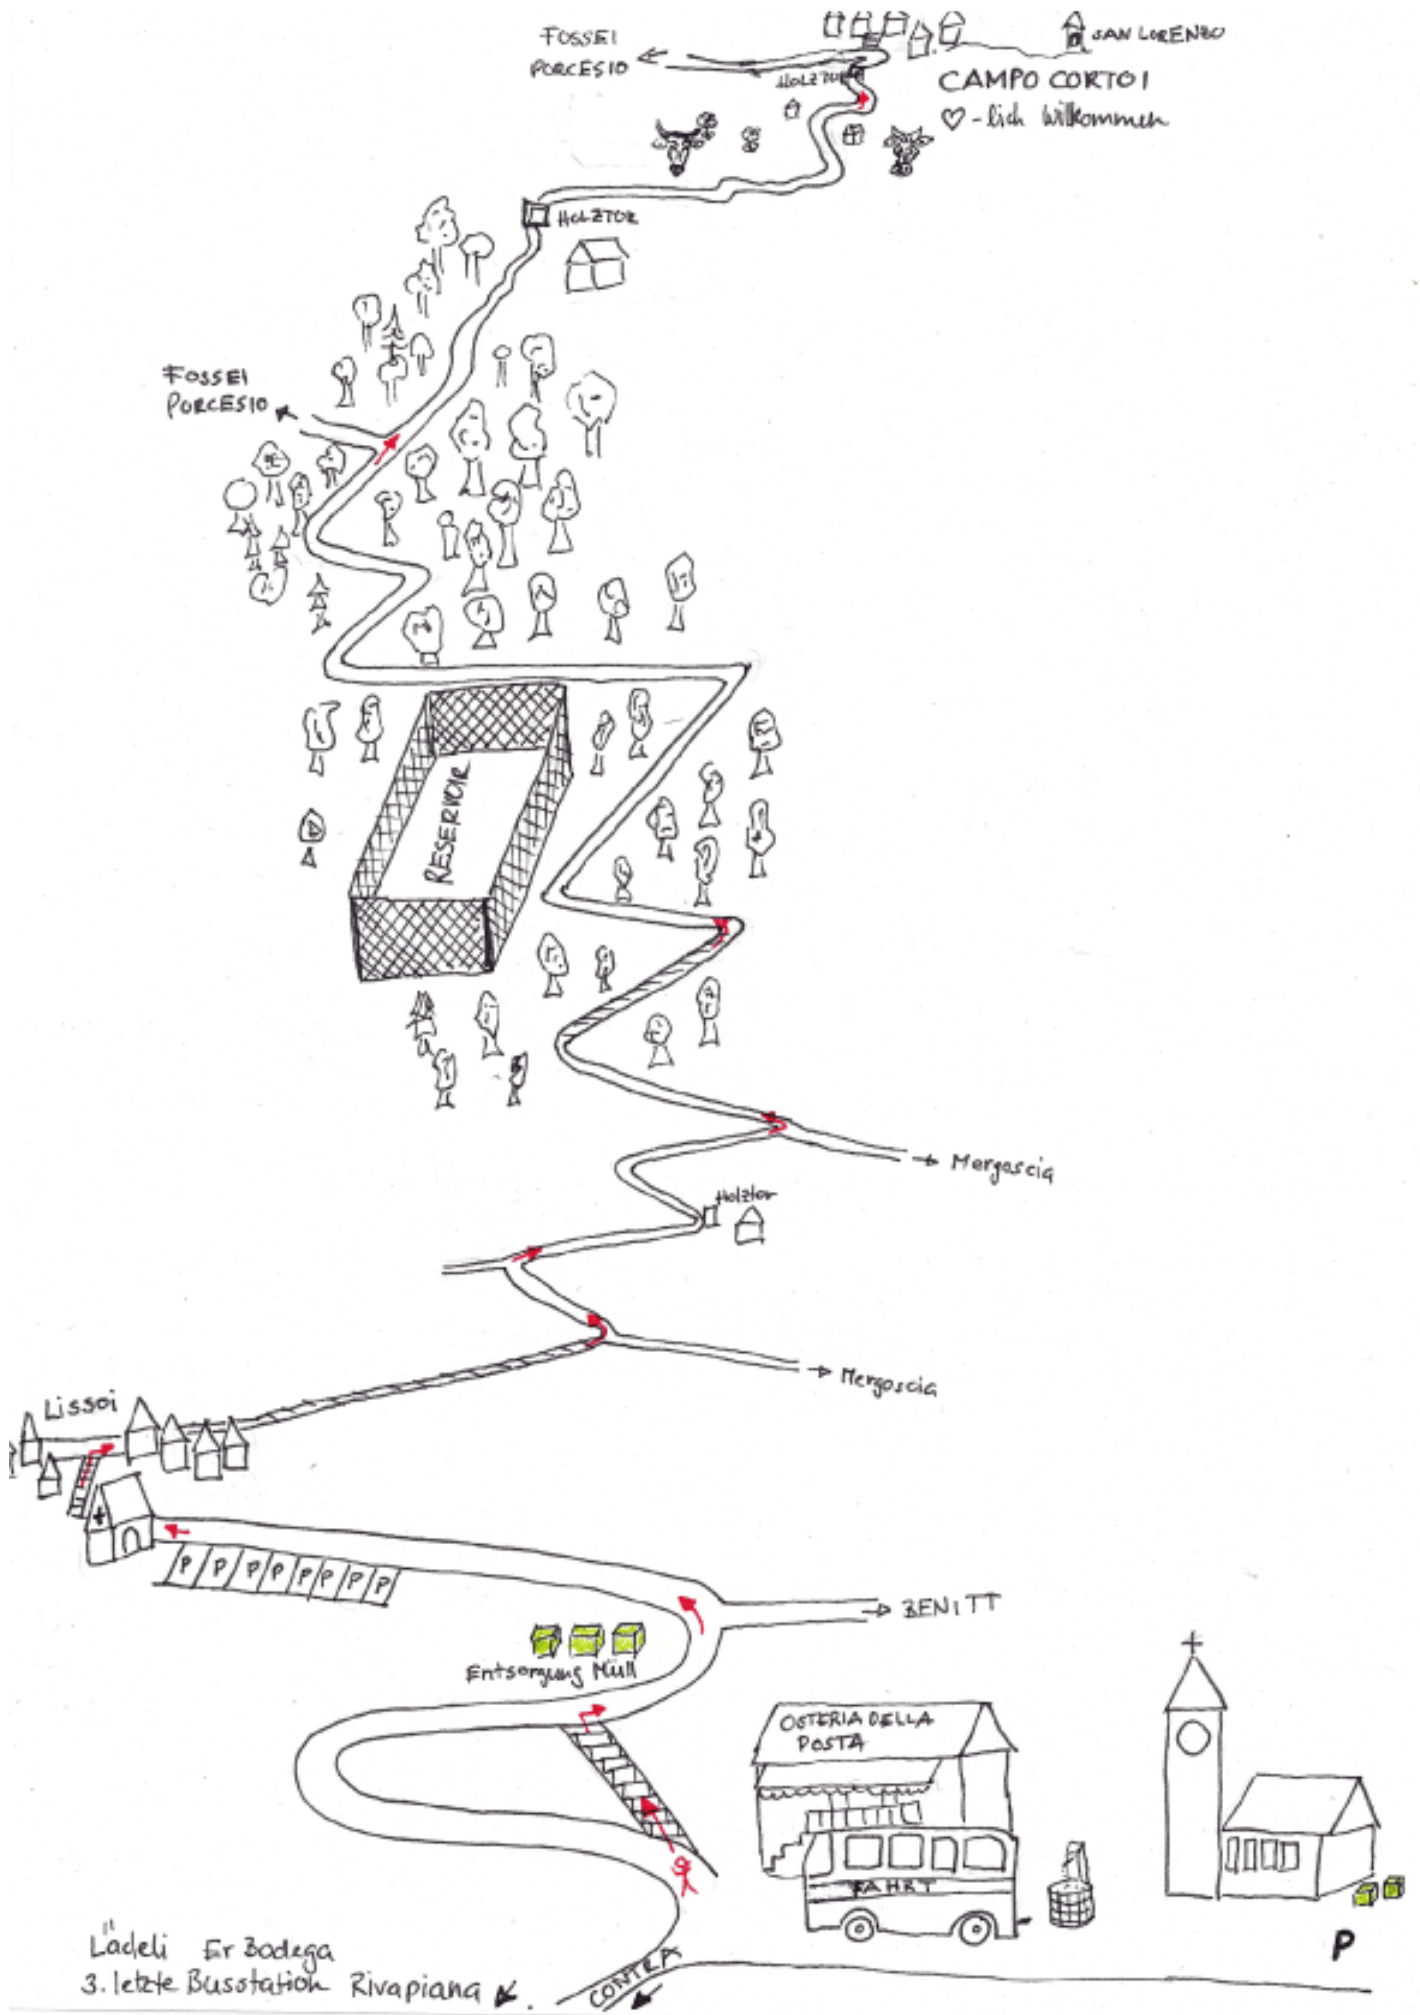 FOSSEI
PORCESIO
SAN LORENZO
HOLZTOR
CAMPO CORTOI
♡-lich Willkommen
HOLZTOR
FOSSEI
PORCESIO
RESERVOIR
Mergoscia
Holztor
Mergoscia
Lissoi
P P P P P P P P
BENITT
Entsorgung Müll
OSTERIA DELLA
POSTA
FAHRT
P
CONTRA
Lädeli Er Bodega
3. letzte Busstation Rivapiana